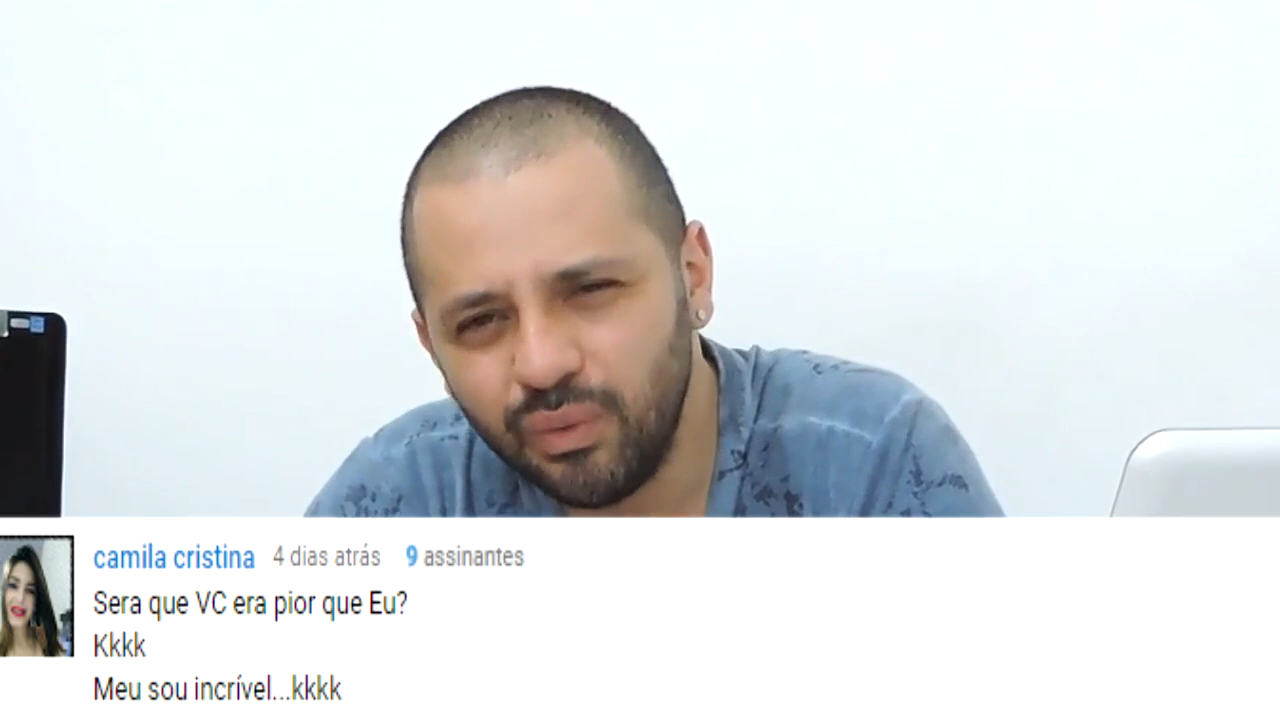 camila cristina 4 dias atrás 9 assinantes
Sera que VC era pior que Eu?
Kkkk
Meu sou incrível...kkkk